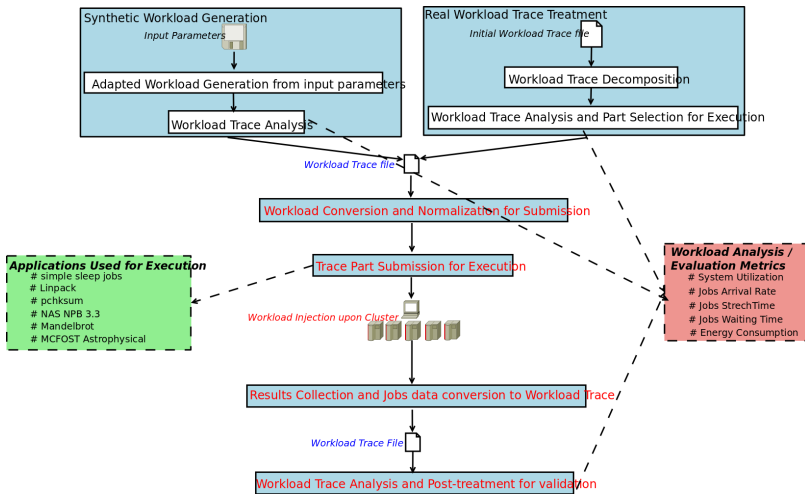 Synthetic Workload Generation
Input Parameters
Adapted Workload Generation from input parameters
Workload Trace Analysis
Real Workload Trace Treatment
Initial Workload Trace file
Workload Trace Decomposition
Workload Trace Analysis and Part Selection for Execution
Workload Trace file
Workload Conversion and Normalization for Submission
Trace Part Submission for Execution
Applications Used for Execution
# simple sleep jobs
# Linpack
# pchksum
# NAS NPB 3.3
# Mandelbrot
# MCFOST Astrophysical
Workload Analysis /
Evaluation Metrics
# System Utilization
# Jobs Arrival Rate
# Jobs StrechTime
# Jobs Waiting Time
# Energy Consumption
Workload Injection upon Cluster
Results Collection and Jobs data conversion to Workload Trace
Workload Trace File
Workload Trace Analysis and Post-treatment for validation